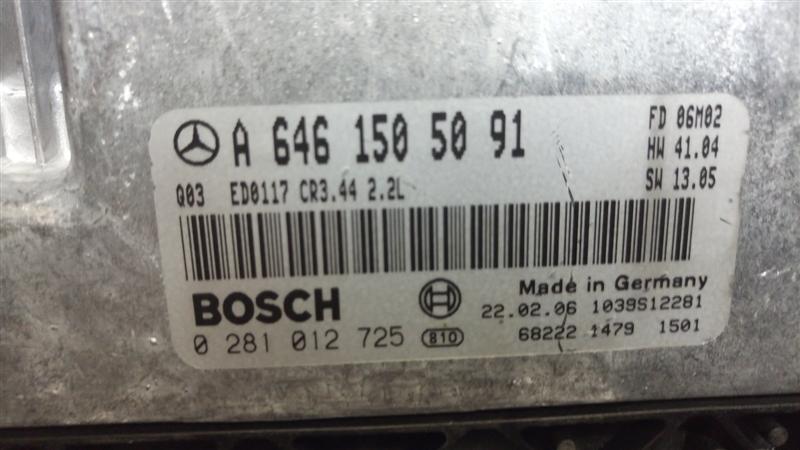 A 646 150 50 91
FD 06M02
HW 41.04
SW 13.05
Q03 ED0117 CR3.44 2.2L
BOSCH
Made in Germany
22.02.06 1039S12281
0 281 012 725 810
68222 1479 1501